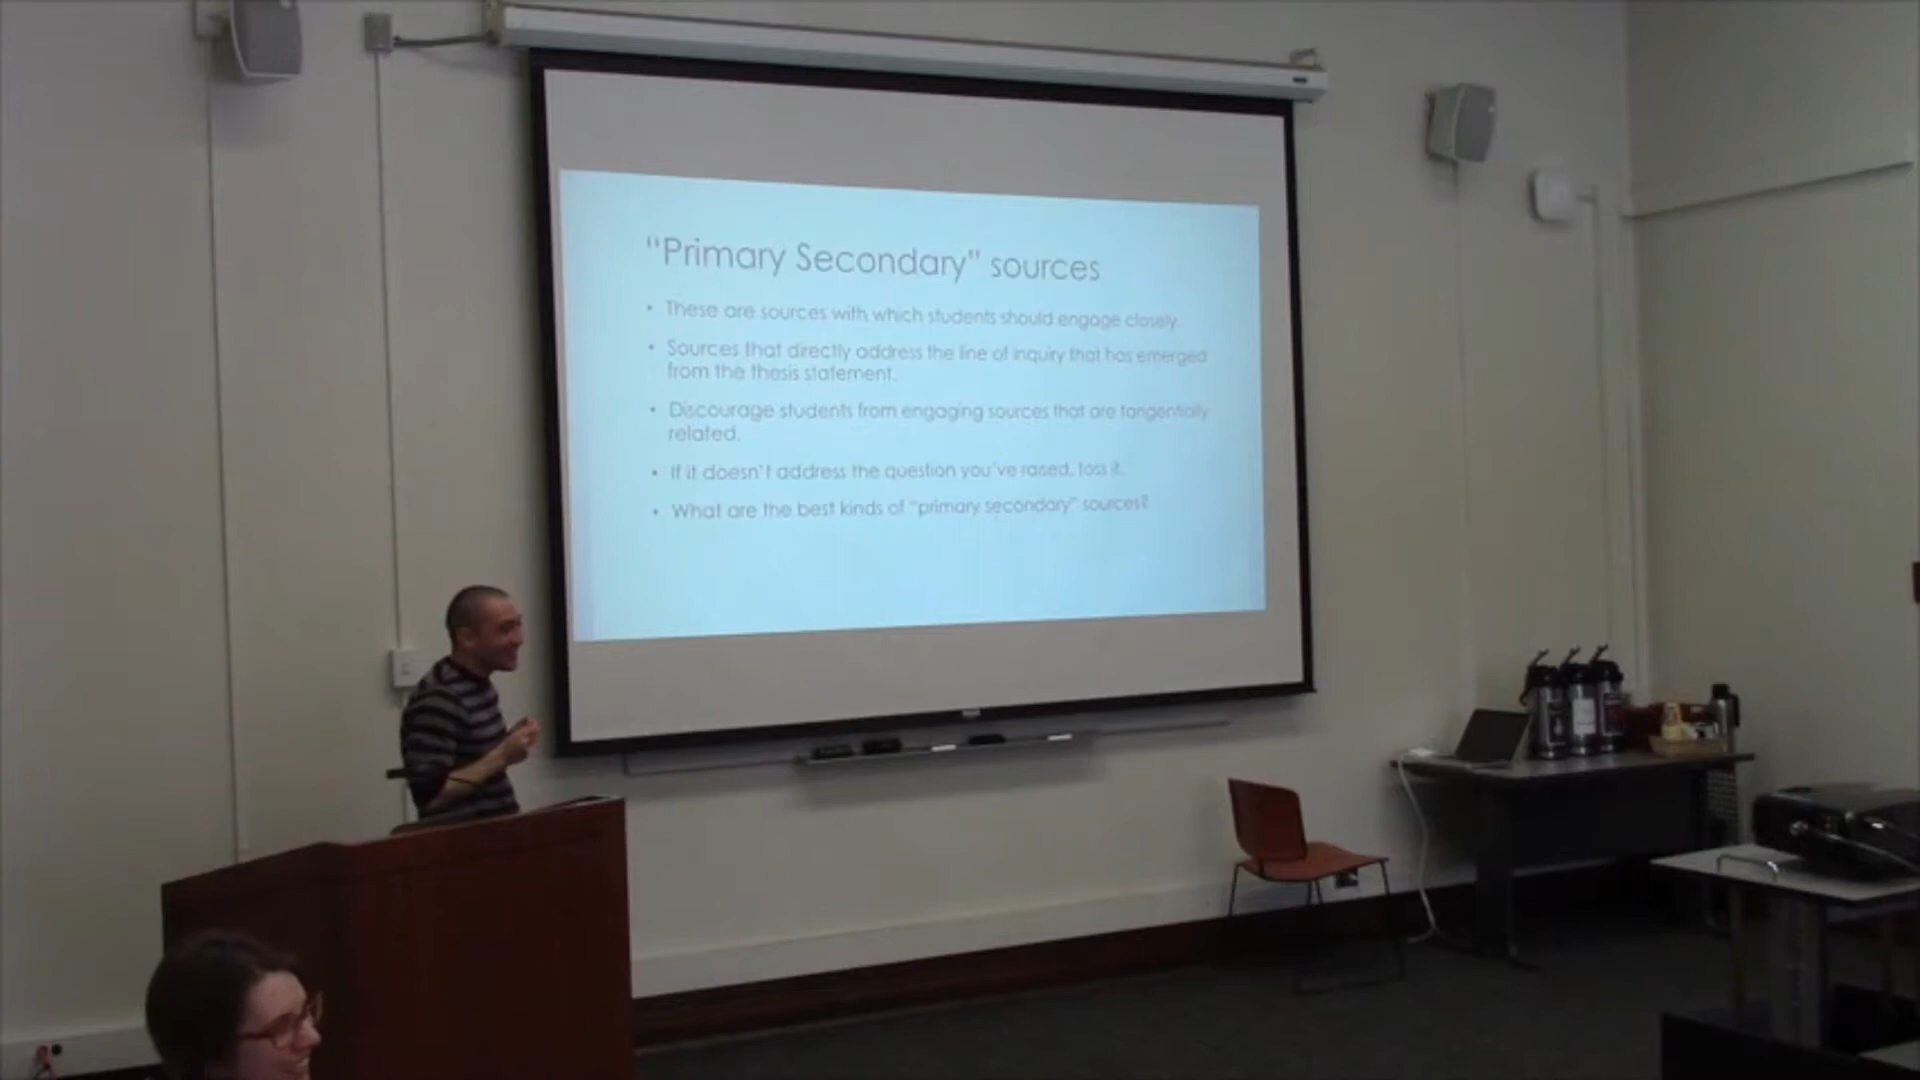 “Primary Secondary” sources
• These are sources with which students should engage closely
• Sources that directly address the line of inquiry that has emerged
from the thesis statement.
• Discourage students from engaging sources that are tangentially
related.
• If it doesn’t address the question you’ve raised, toss it.
• What are the best kinds of “primary secondary” sources?